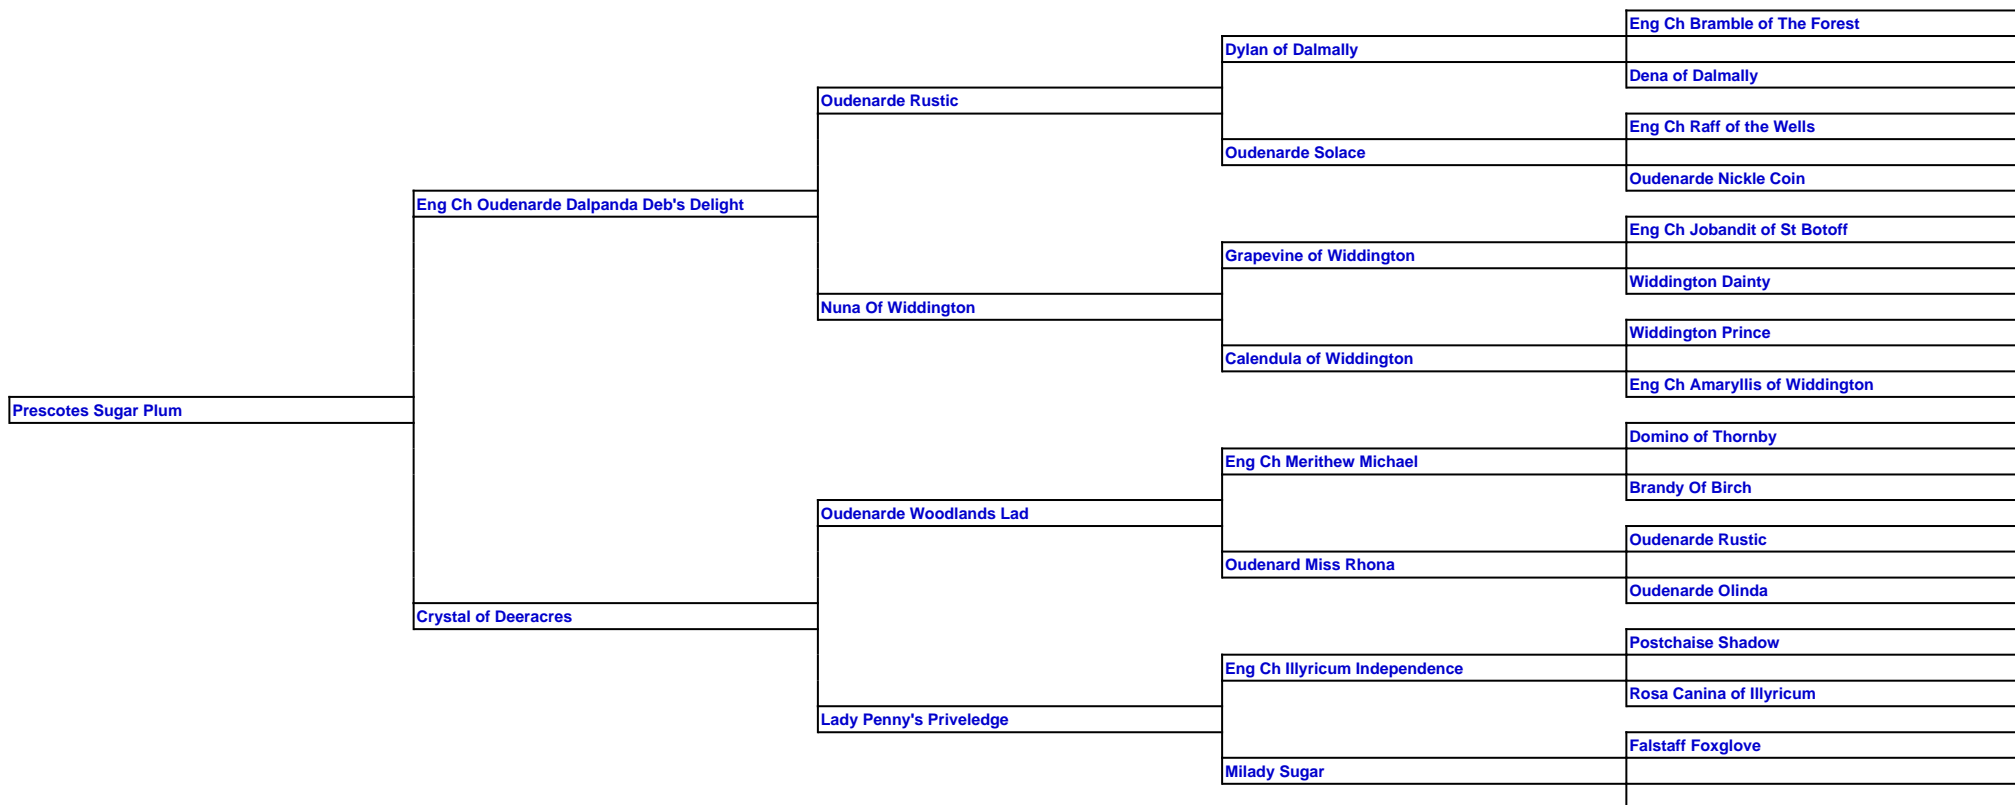 Eng Ch Bramble of The Forest
Dylan of Dalmally
Dena of Dalmally
Oudenarde Rustic
Eng Ch Raff of the Wells
Oudenarde Solace
Oudenarde Nickle Coin
Eng Ch Oudenarde Dalpanda Deb's Delight
Eng Ch Jobandit of St Botoff
Grapevine of Widdington
Widdington Dainty
Nuna Of Widdington
Widdington Prince
Calendula of Widdington
Eng Ch Amaryllis of Widdington
Prescotes Sugar Plum
Domino of Thornby
Eng Ch Merithew Michael
Brandy Of Birch
Oudenarde Woodlands Lad
Oudenarde Rustic
Oudenard Miss Rhona
Oudenarde Olinda
Crystal of Deeracres
Postchaise Shadow
Eng Ch Illyricum Independence
Rosa Canina of Illyricum
Lady Penny's Priveledge
Falstaff Foxglove
Milady Sugar